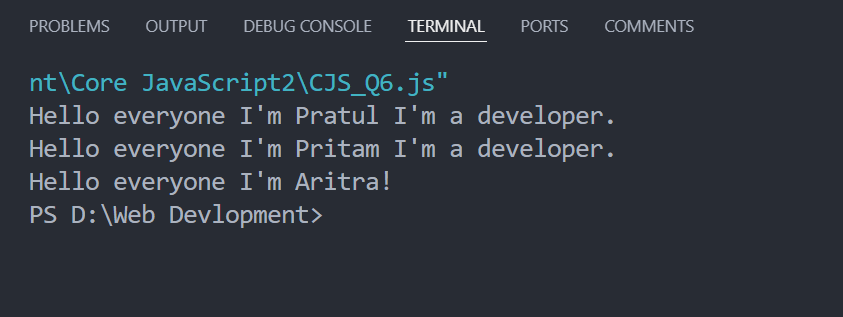 PROBLEMS OUTPUT DEBUG CONSOLE TERMINAL PORTS COMMENTS
nt\Core JavaScript2\CJS_Q6.js"
Hello everyone I'm Pratul I'm a developer.
Hello everyone I'm Pritam I'm a developer.
Hello everyone I'm Aritra!
PS D:\Web Devlopment>